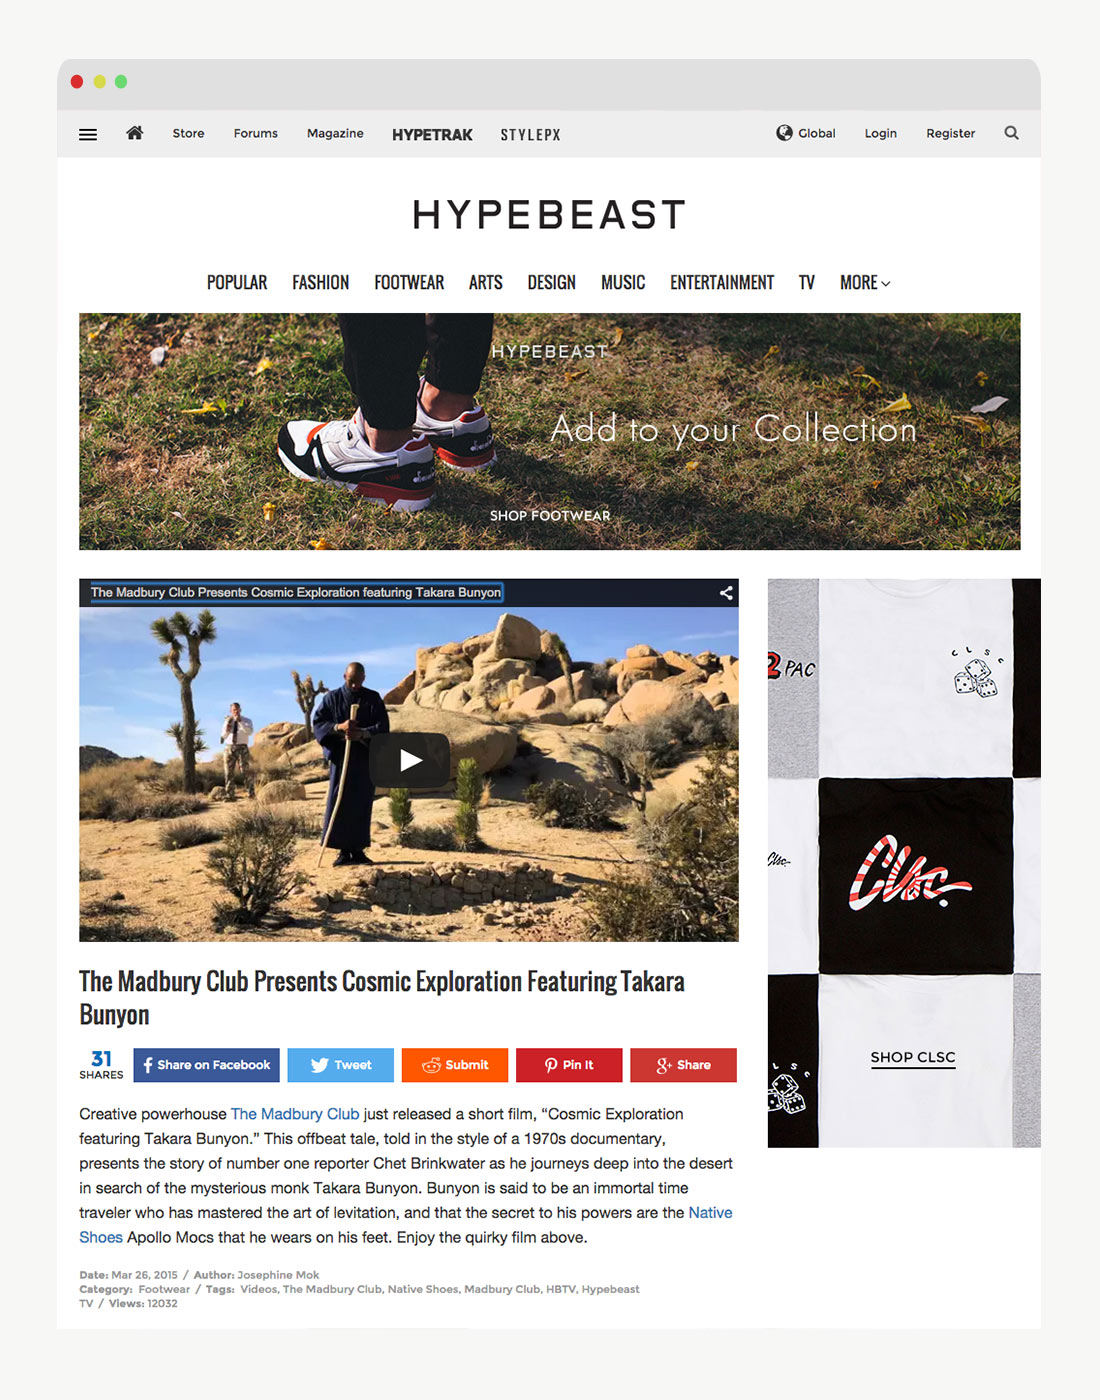 Store Forums Magazine HYPETRAK STYLEPX Global Login Register
HYPEBEAST
POPULAR FASHION FOOTWEAR ARTS DESIGN MUSIC ENTERTAINMENT TV MORE
HYPEBEAST
Add to your Collection
SHOP FOOTWEAR
The Madbury Club Presents Cosmic Exploration featuring Takara Bunyon
The Madbury Club Presents Cosmic Exploration Featuring Takara
Bunyon
31
SHARES
Share on Facebook Tweet Submit Pin It g+ Share
Creative powerhouse The Madbury Club just released a short film, “Cosmic Exploration
featuring Takara Bunyon.” This offbeat tale, told in the style of a 1970s documentary,
presents the story of number one reporter Chet Brinkwater as he journeys deep into the desert
in search of the mysterious monk Takara Bunyon. Bunyon is said to be an immortal time
traveler who has mastered the art of levitation, and that the secret to his powers are the Native
Shoes Apollo Mocs that he wears on his feet. Enjoy the quirky film above.
Date: Mar 26, 2015 / Author: Josephine Mok
Category: Footwear / Tags: Videos, The Madbury Club, Native Shoes, Madbury Club, HBTV, Hypebeast
TV / Views: 12032
2 PAC
CLSC
Clsc.
Clsc.
SHOP CLSC
LSC